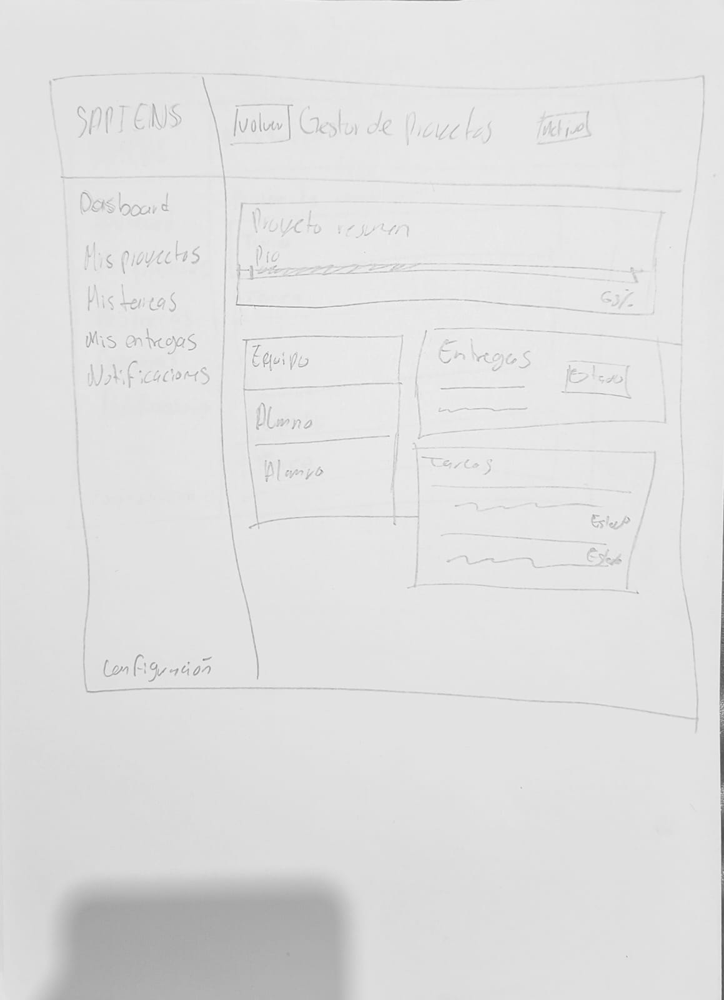 SAPIENS
volver Gestor de Proyectos Activo
Dasboard
Mis proyectos
Mis tareas
Mis entregas
Notificaciones
Configuración
Proyecto resumen
Pro
63%
Equipo
Alumno
Alumno
Entregas
Estado
Tareas
Estado
Estado